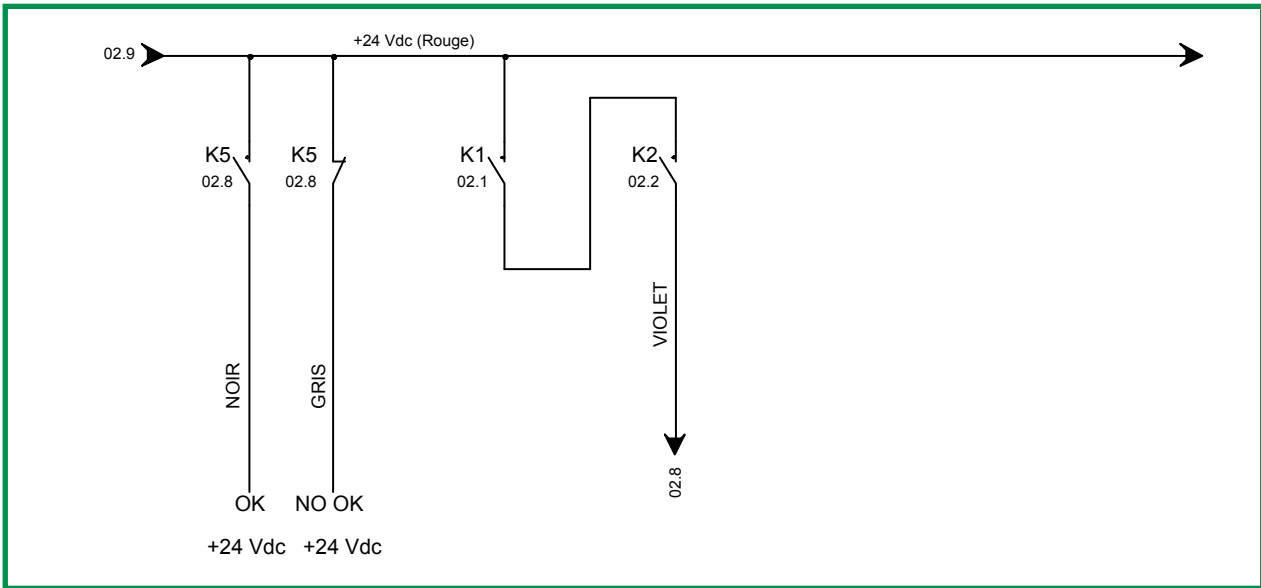 +24 Vdc (Rouge)
02.9
K5
K5
K1
K2
02.8
02.8
02.1
02.2
VIOLET
NOIR
GRIS
02.8
OK
NO OK
+24 Vdc
+24 Vdc